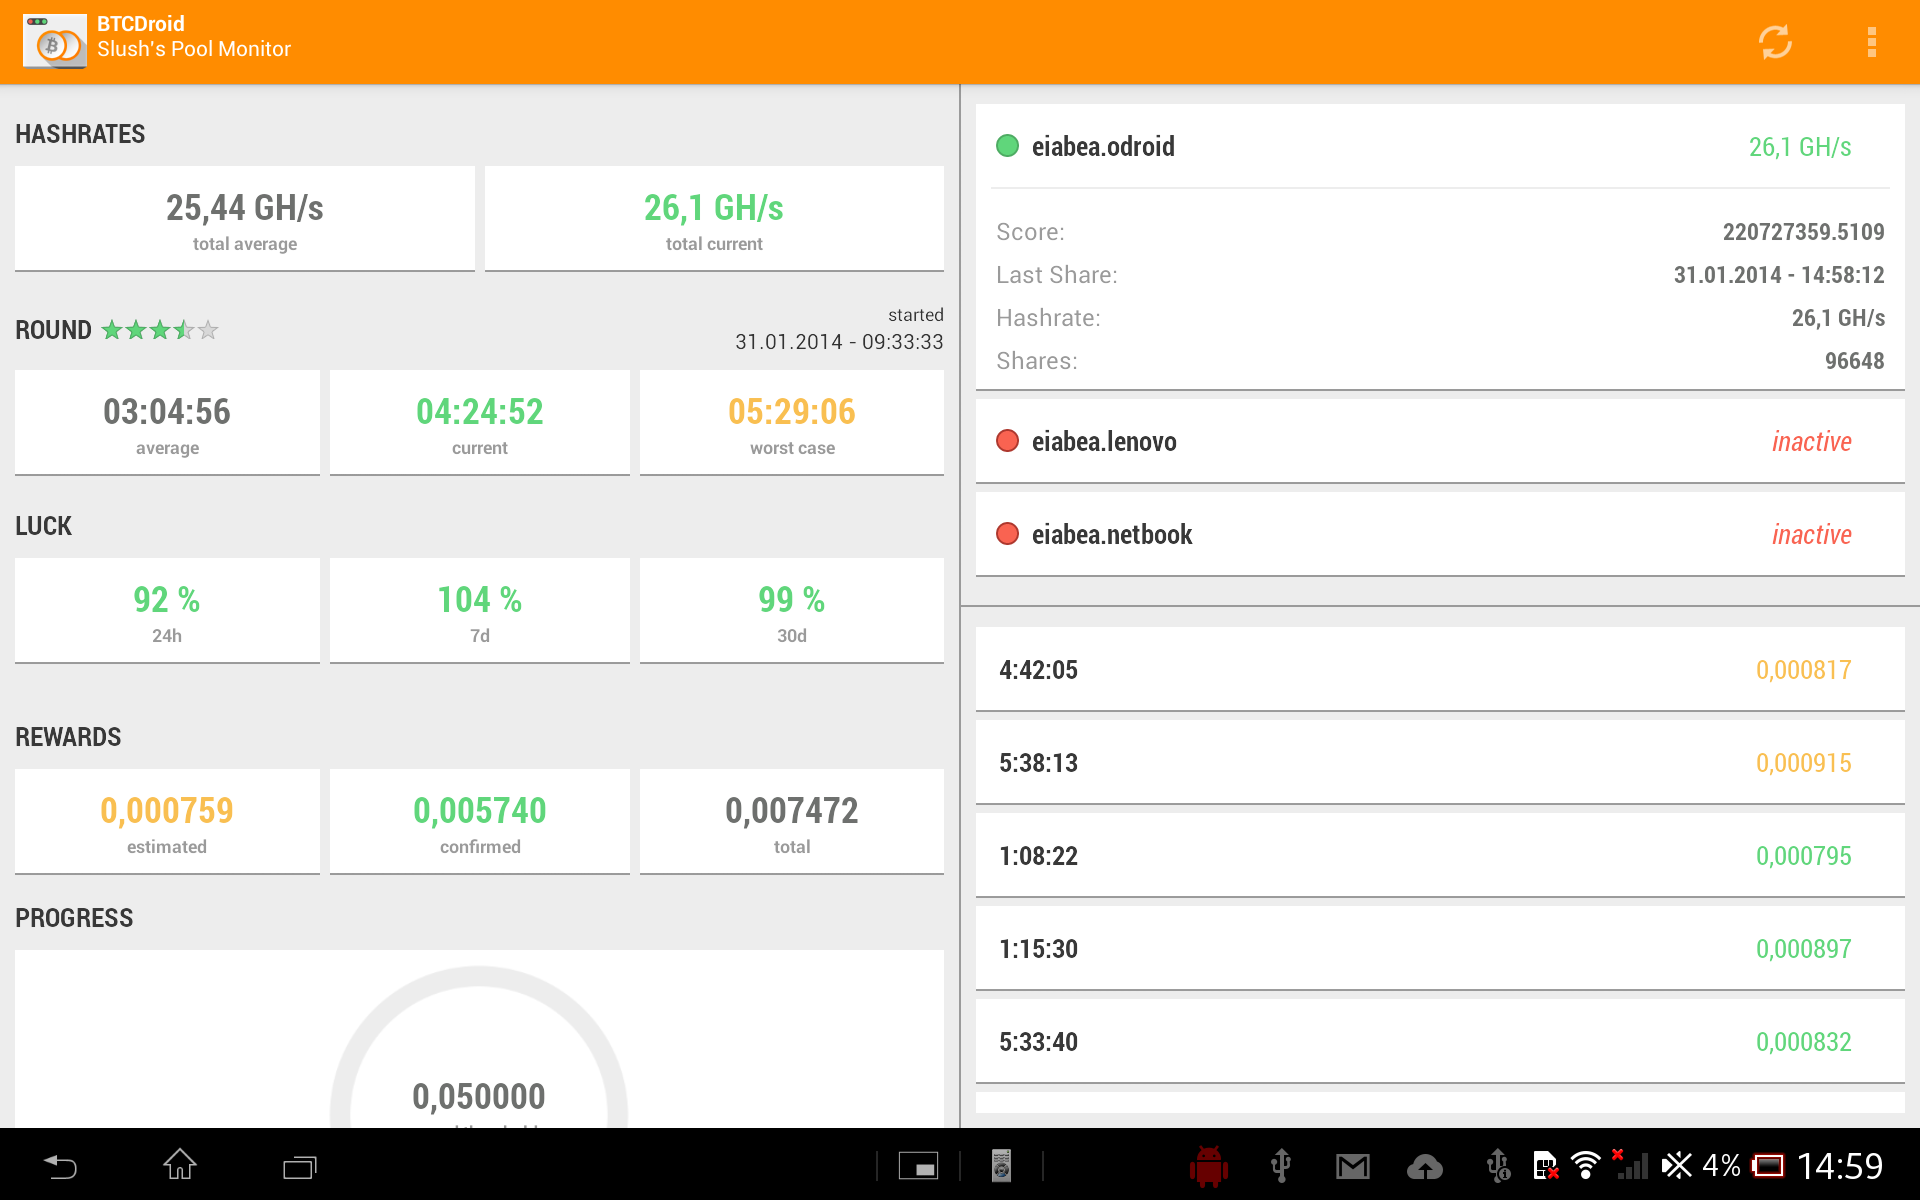 BTCDroid
Slush's Pool Monitor
HASHRATES
25,44 GH/s
total average
26,1 GH/s
total current
ROUND
started
31.01.2014 - 09:33:33
03:04:56
average
04:24:52
current
05:29:06
worst case
LUCK
92 %
24h
104 %
7d
99 %
30d
REWARDS
0,000759
estimated
0,005740
confirmed
0,007472
total
PROGRESS
0,050000
eiabea.odroid
26,1 GH/s
Score:
220727359.5109
Last Share:
31.01.2014 - 14:58:12
Hashrate:
26,1 GH/s
Shares:
96648
eiabea.lenovo
inactive
eiabea.netbook
inactive
4:42:05
0,000817
5:38:13
0,000915
1:08:22
0,000795
1:15:30
0,000897
5:33:40
0,000832
4%
14:59